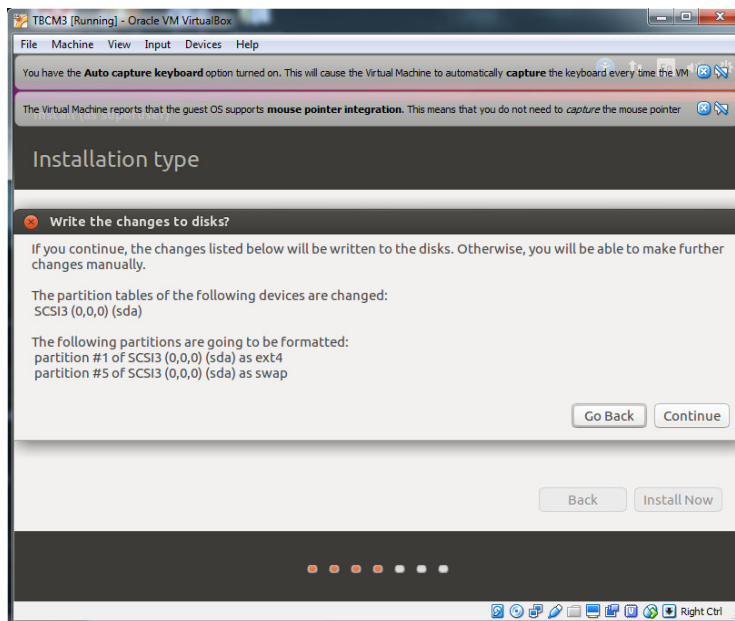 TBCM3 [Running] - Oracle VM VirtualBox
File Machine View Input Devices Help
You have the Auto capture keyboard option turned on. This will cause the Virtual Machine to automatically capture the keyboard every time the VM
The Virtual Machine reports that the guest OS supports mouse pointer integration. This means that you do not need to capture the mouse pointer
Install (as superuser)
Installation type
Write the changes to disks?
If you continue, the changes listed below will be written to the disks. Otherwise, you will be able to make further
changes manually.
The partition tables of the following devices are changed:
SCSI3 (0,0,0) (sda)
The following partitions are going to be formatted:
partition #1 of SCSI3 (0,0,0) (sda) as ext4
partition #5 of SCSI3 (0,0,0) (sda) as swap
Go Back Continue
Back Install Now
Right Ctrl